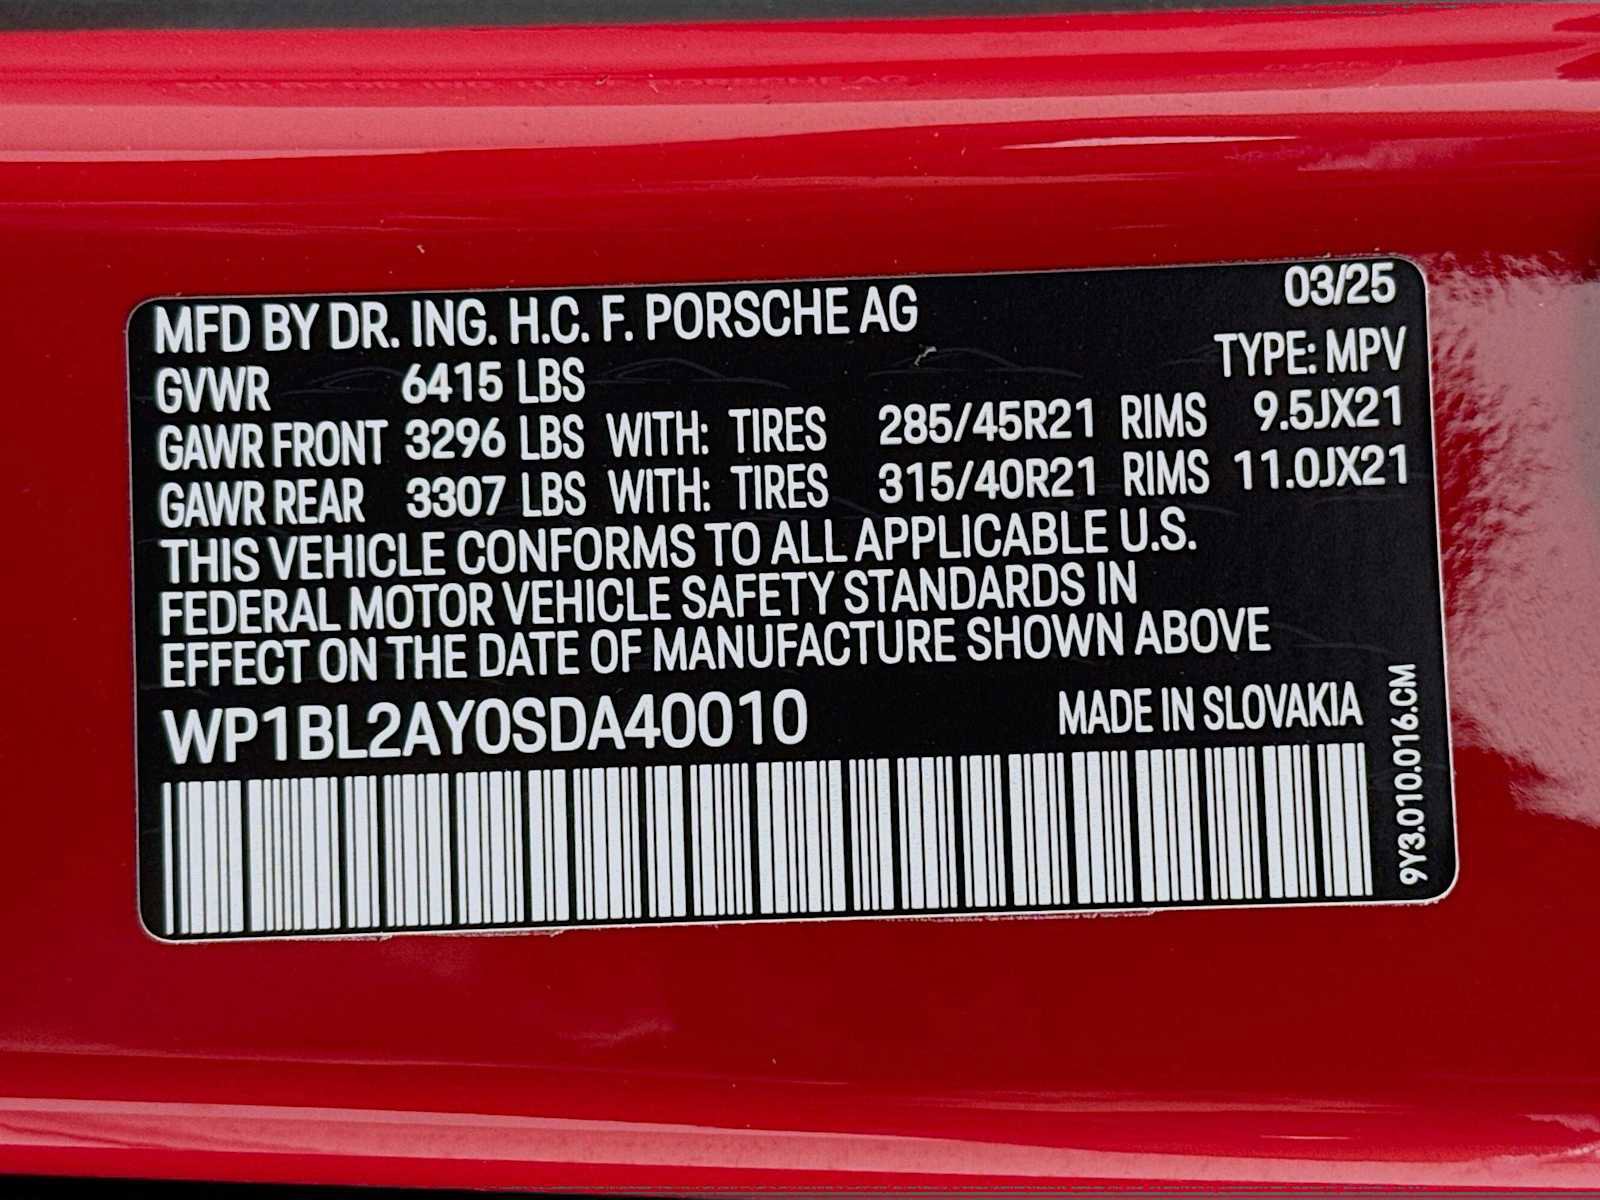 MFD BY DR. ING. H.C. F. PORSCHE AG 03/25
GVWR 6415 LBS TYPE: MPV
GAWR FRONT 3296 LBS WITH: TIRES 285/45R21 RIMS 9.5JX21
GAWR REAR 3307 LBS WITH: TIRES 315/40R21 RIMS 11.0JX21
THIS VEHICLE CONFORMS TO ALL APPLICABLE U.S.
FEDERAL MOTOR VEHICLE SAFETY STANDARDS IN
EFFECT ON THE DATE OF MANUFACTURE SHOWN ABOVE
WP1BL2AY0SDA40010 MADE IN SLOVAKIA
9Y3.010.016.CM